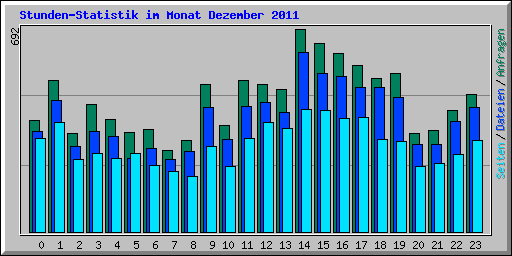 Stunden-Statistik im Monat Dezember 2011
692
Seiten / Dateien / Anfragen
0 1 2 3 4 5 6 7 8 9 10 11 12 13 14 15 16 17 18 19 20 21 22 23